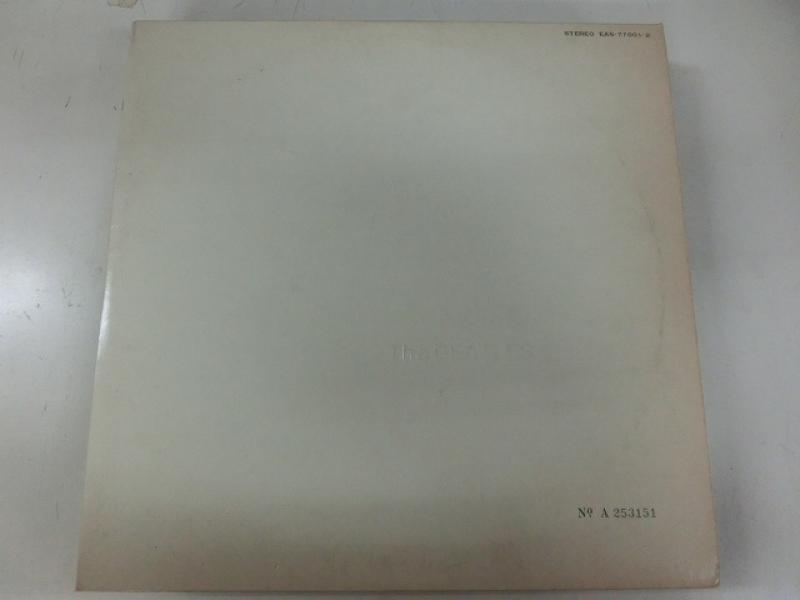 STEREO EAS-77001·2
The BEATLES
Nº A 253151